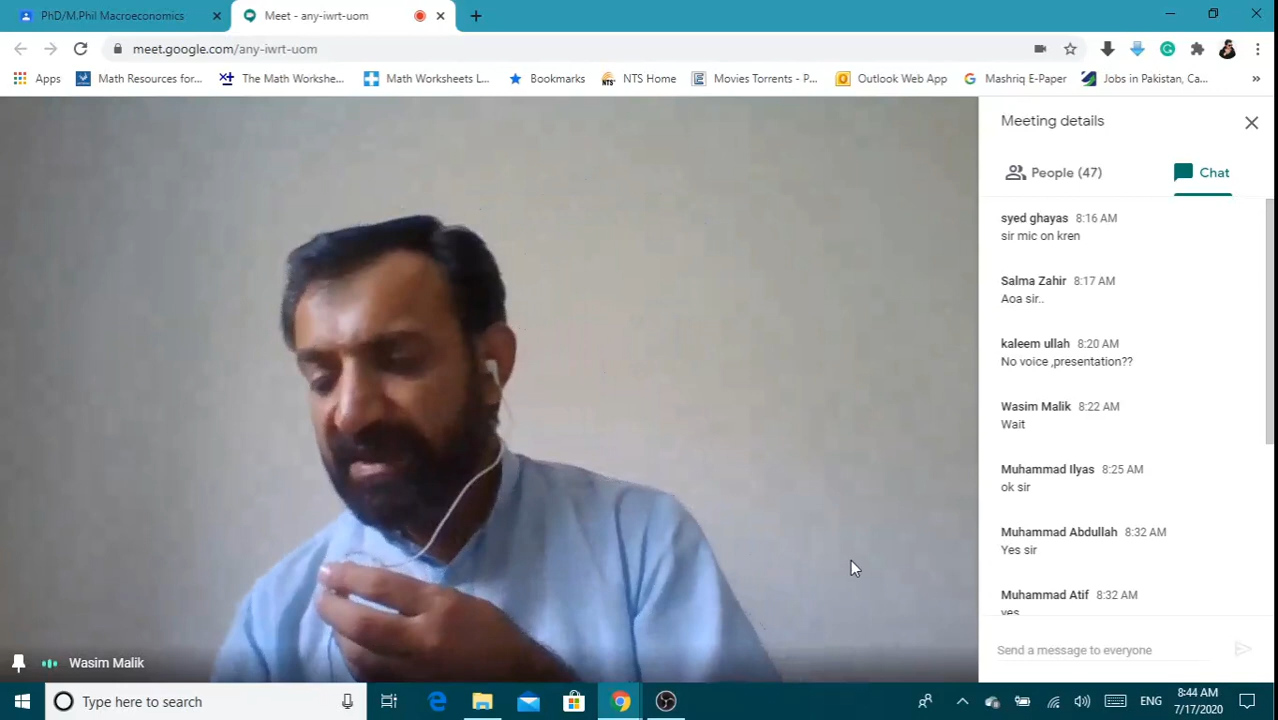 PhD/M.Phil Macroeconomics
Meet - any-iwrt-uom
meet.google.com/any-iwrt-uom
Apps
Math Resources for...
The Math Workshe...
Math Worksheets L...
Bookmarks
NTS
NTS Home
Movies Torrents - P...
Outlook Web App
Mashriq E-Paper
Jobs in Pakistan, Ca...
Meeting details
People (47)
Chat
syed ghayas 8:16 AM
sir mic on kren
Salma Zahir 8:17 AM
Aoa sir..
kaleem ullah 8:20 AM
No voice ,presentation??
Wasim Malik 8:22 AM
Wait
Muhammad Ilyas 8:25 AM
ok sir
Muhammad Abdullah 8:32 AM
Yes sir
Muhammad Atif 8:32 AM
yes
Send a message to everyone
Wasim Malik
Type here to search
ENG
8:44 AM
7/17/2020